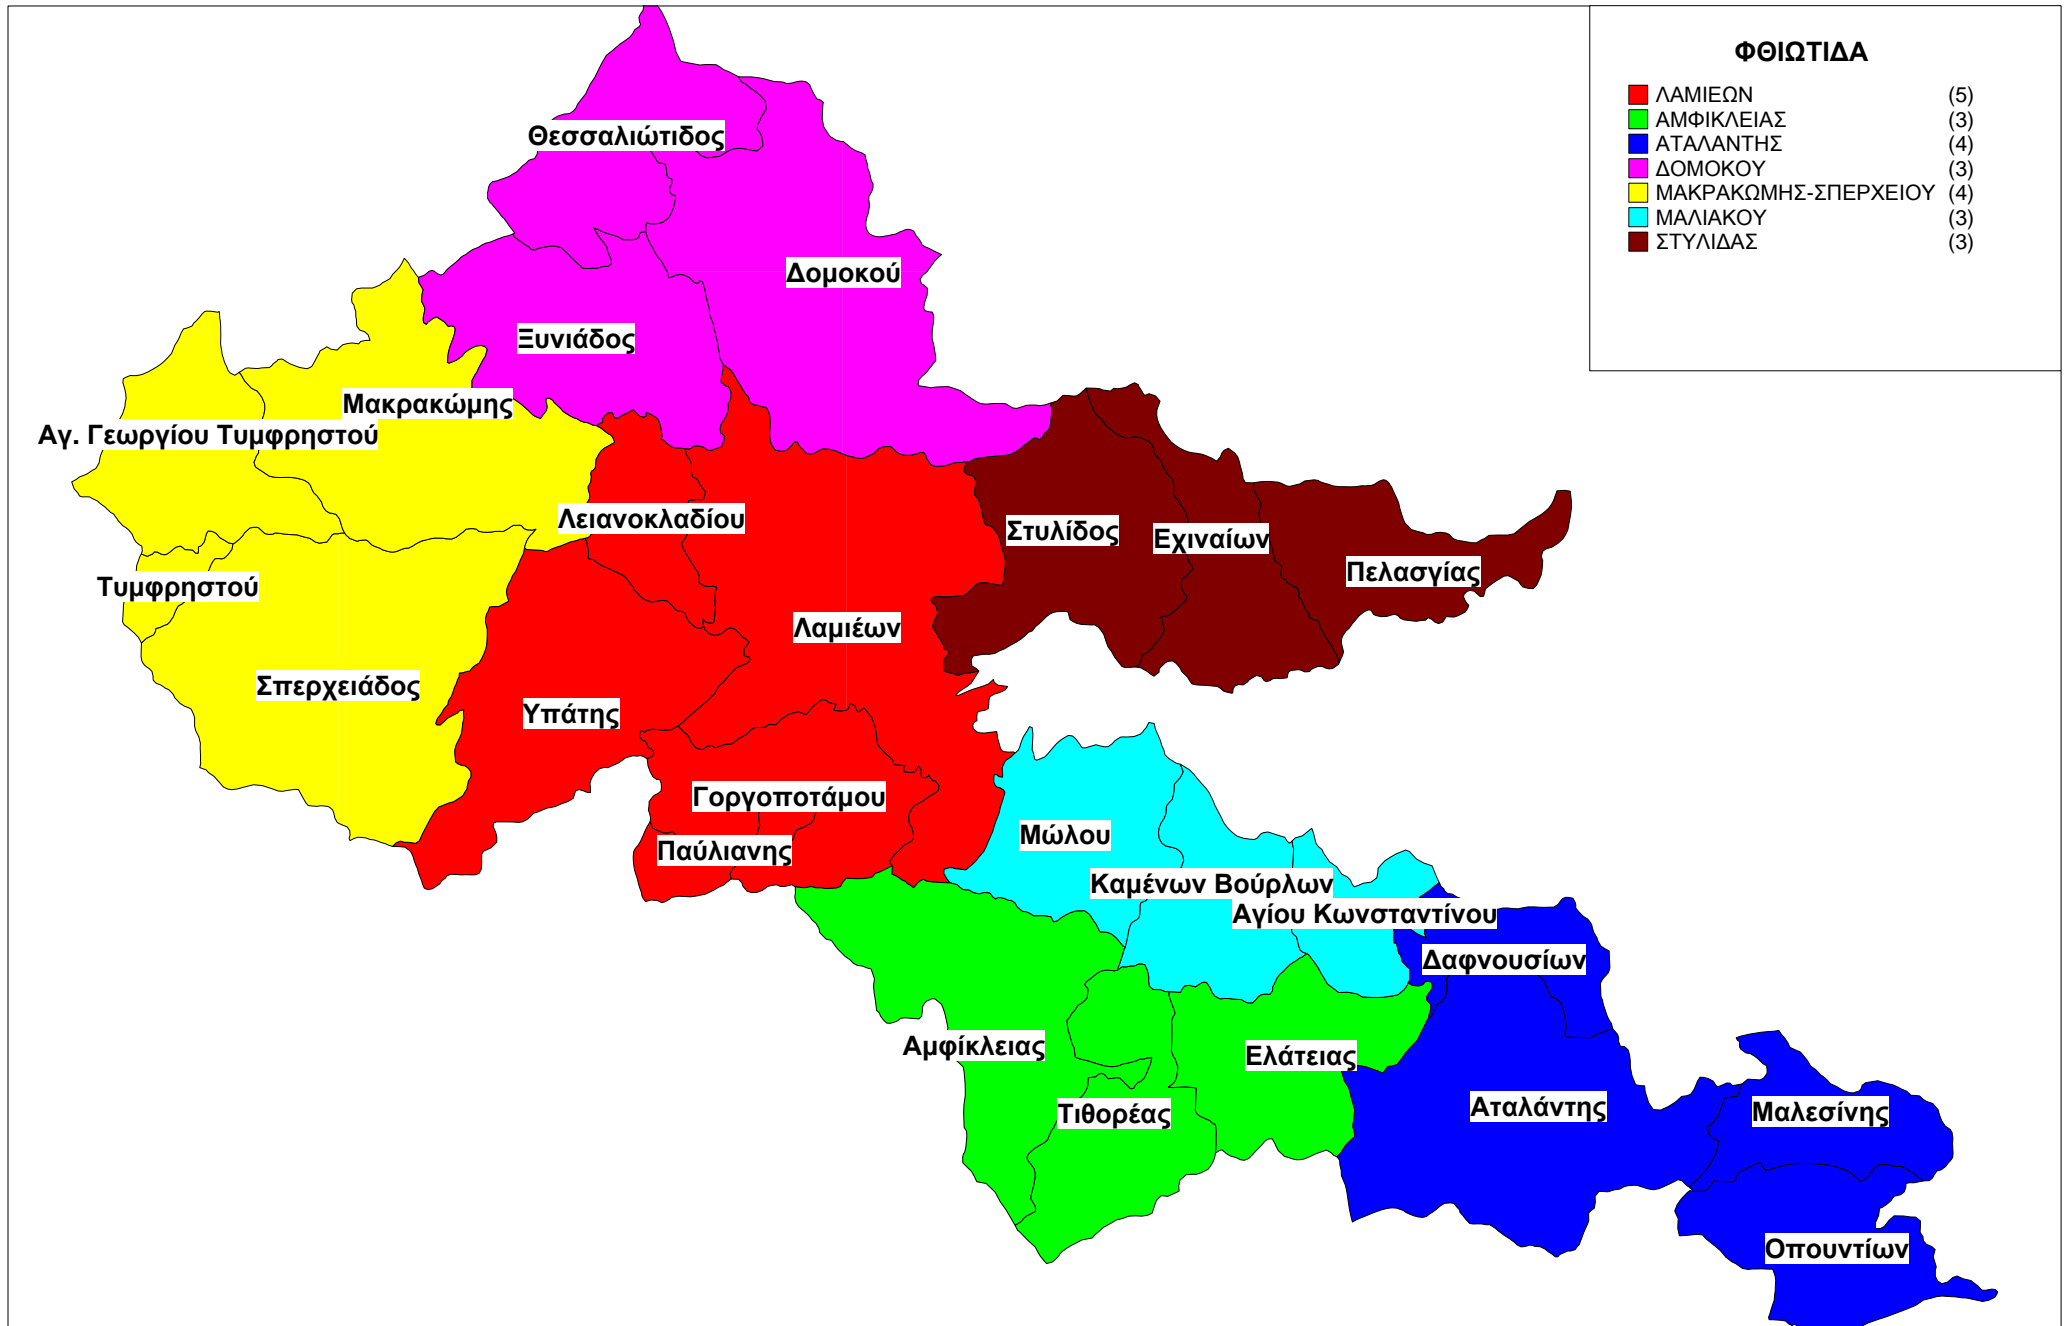 ΦΘΙΩΤΙΔΑ
ΛΑΜΙΕΩΝ (5)
ΑΜΦΙΚΛΕΙΑΣ (3)
ΑΤΑΛΑΝΤΗΣ (4)
ΔΟΜΟΚΟΥ (3)
ΜΑΚΡΑΚΩΜΗΣ-ΣΠΕΡΧΕΙΟΥ (4)
ΜΑΛΙΑΚΟΥ (3)
ΣΤΥΛΙΔΑΣ (3)
Θεσσαλιώτιδος
Δομοκού
Ξυνιάδος
Μακρακώμης
Αγ. Γεωργίου Τυμφρηστού
Λειανοκλαδίου
Στυλίδος
Εχιναίων
Πελασγίας
Τυμφρηστού
Λαμιέων
Σπερχειάδος
Υπάτης
Γοργοποτάμου
Μώλου
Παύλιανης
Καμένων Βούρλων
Αγίου Κωνσταντίνου
Δαφνουσίων
Αμφίκλειας
Ελάτειας
Αταλάντης
Μαλεσίνης
Τιθορέας
Οπουντίων